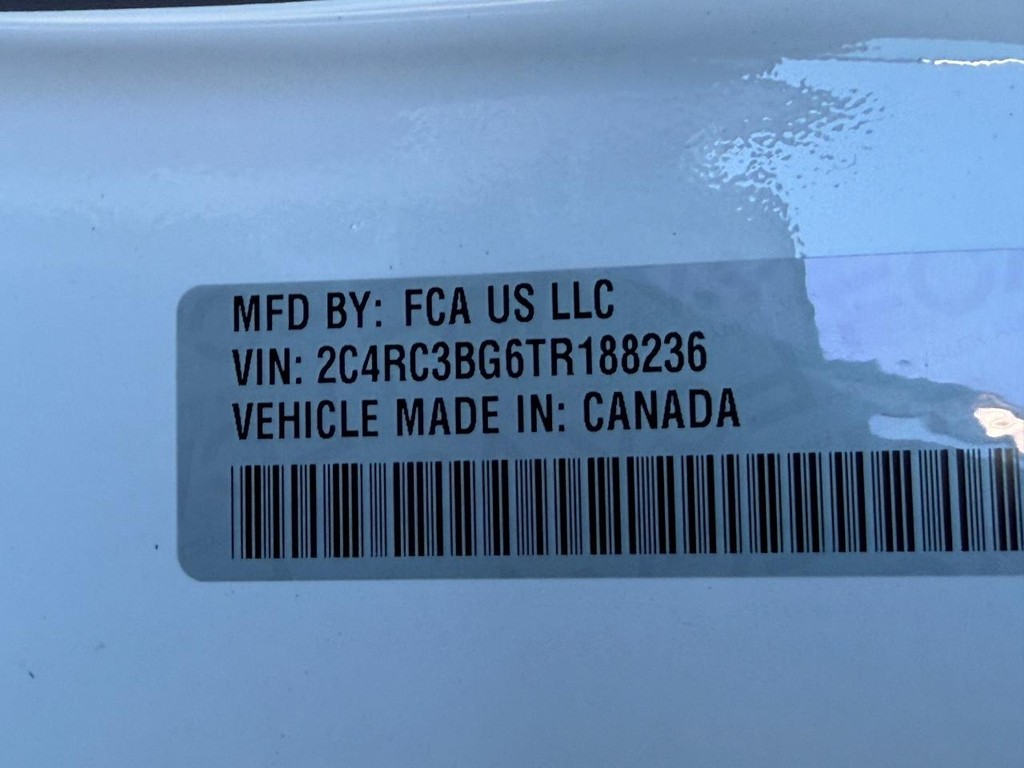 MFD BY: FCA US LLC
VIN: 2C4RC3BG6TR188236
VEHICLE MADE IN: CANADA